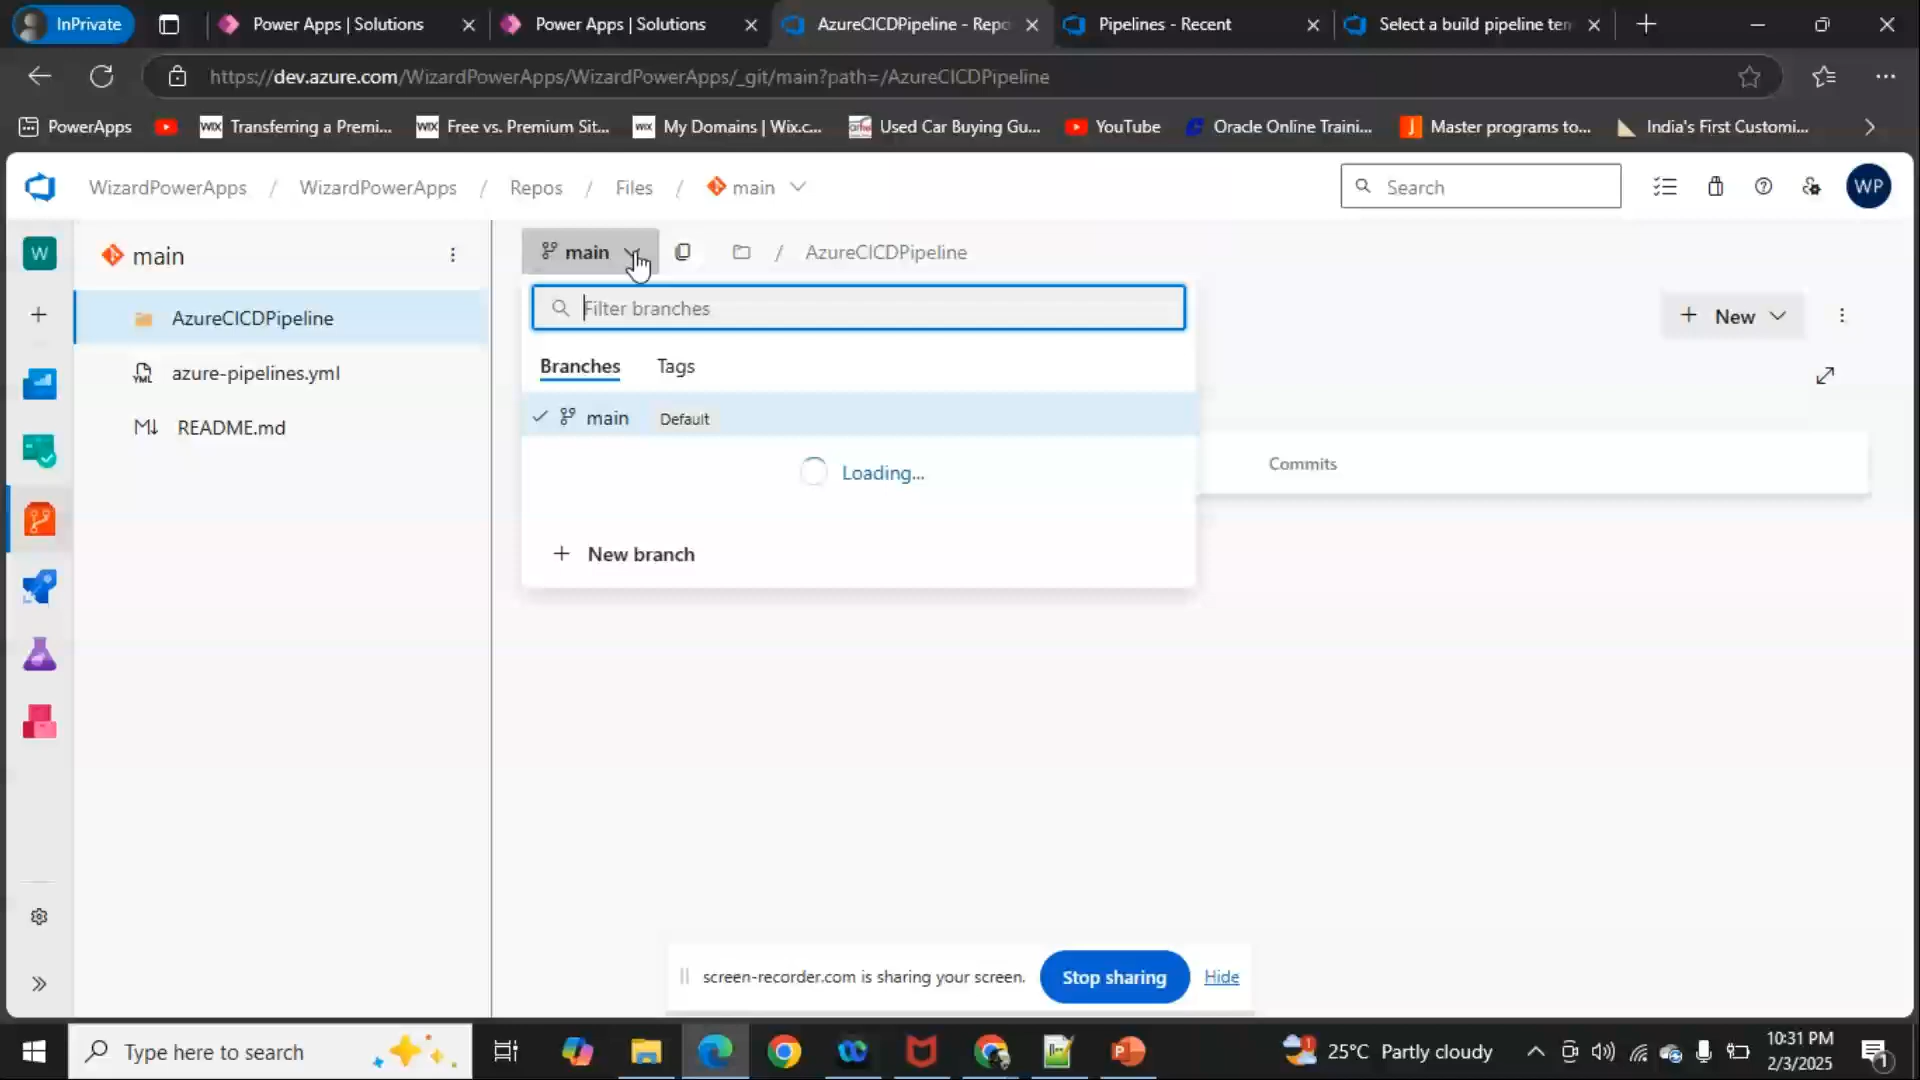 InPrivate
Power Apps | Solutions
Power Apps | Solutions
AzureCICDPipeline - Repo
Pipelines - Recent
Select a build pipeline ten
https://dev.azure.com/WizardPowerApps/WizardPowerApps/_git/main?path=/AzureCICDPipeline
PowerApps
WIX Transferring a Premi...
WIX Free vs. Premium Sit...
WIX My Domains | Wix.c...
Used Car Buying Gu...
YouTube
Oracle Online Traini...
Master programs to...
India's First Customi...
WizardPowerApps / WizardPowerApps / Repos / Files / main
Search
WP
W
main
main
/ AzureCICDPipeline
Filter branches
AzureCICDPipeline
New
Branches
Tags
YML azure-pipelines.yml
main Default
README.md
Commits
Loading...
New branch
screen-recorder.com is sharing your screen.
Stop sharing
Hide
Type here to search
25°C Partly cloudy
10:31 PM
2/3/2025
1